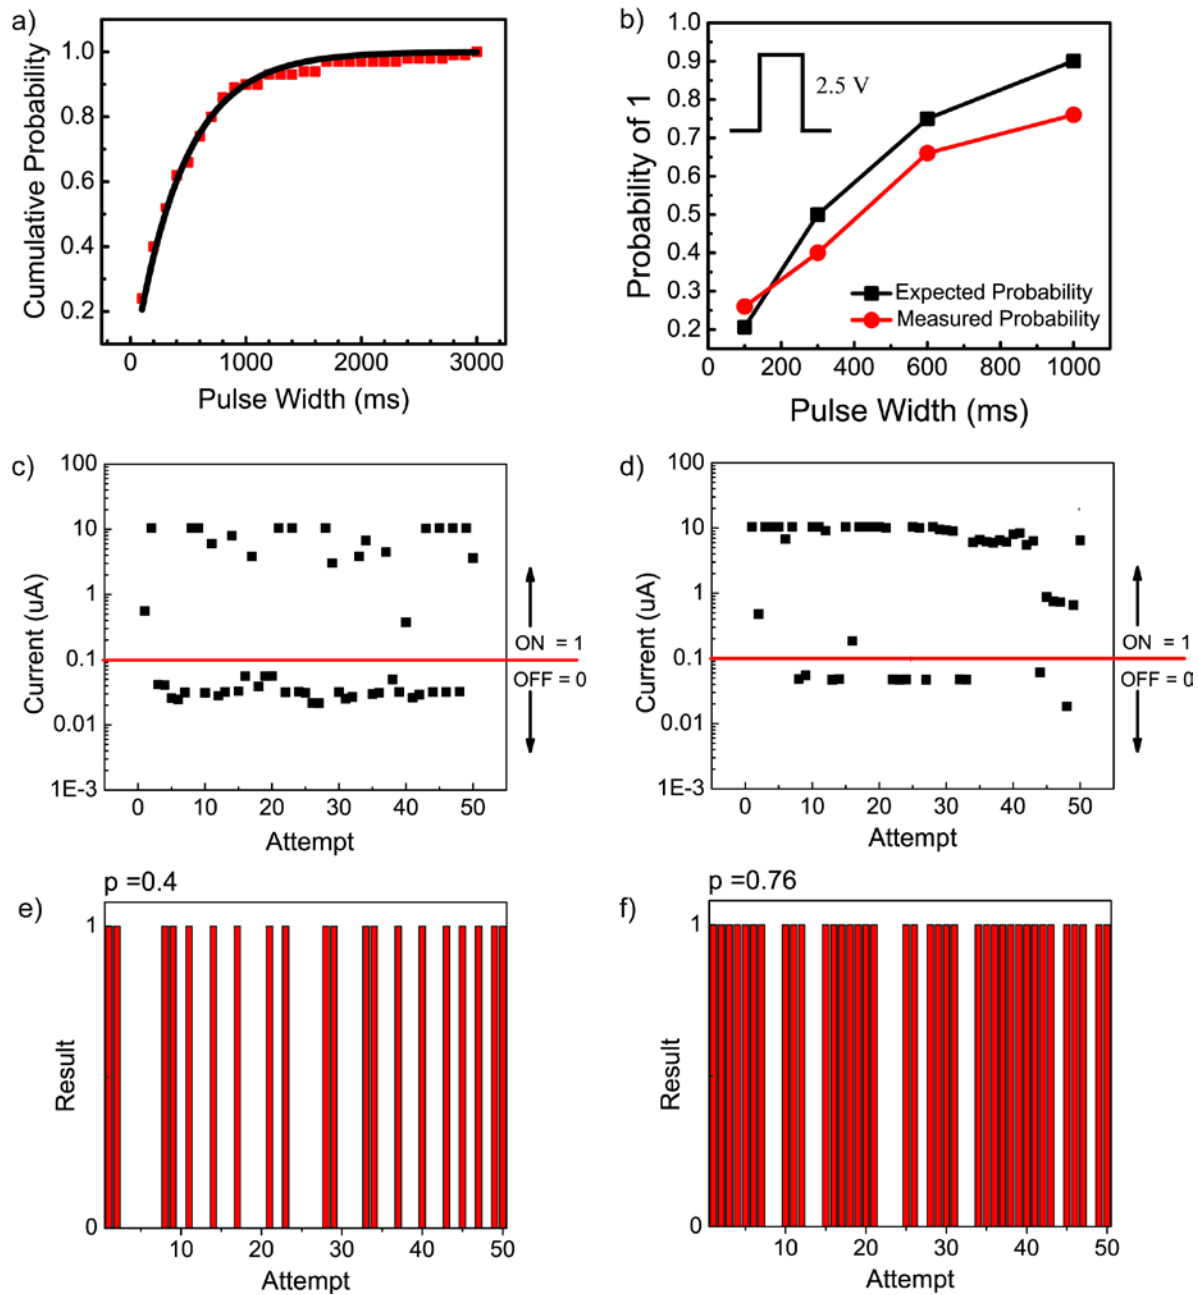 a)
1.0
0.8
0.6
0.4
0.2
Cumulative Probability
0 1000 2000 3000
Pulse Width (ms)
b)
1.0
0.9
0.8
0.7
0.6
0.5
0.4
0.3
0.2
Probability of 1
2.5 V
Expected Probability
Measured Probability
0 200 400 600 800 1000
Pulse Width (ms)
c)
100
10
1
0.1
0.01
1E-3
Current (uA)
ON = 1
OFF = 0
0 10 20 30 40 50
Attempt
d)
100
10
1
0.1
0.01
1E-3
Current (uA)
ON = 1
OFF = 0
0 10 20 30 40 50
Attempt
p =0.4
e)
1
0
Result
10 20 30 40 50
Attempt
p =0.76
f)
1
0
Result
10 20 30 40 50
Attempt